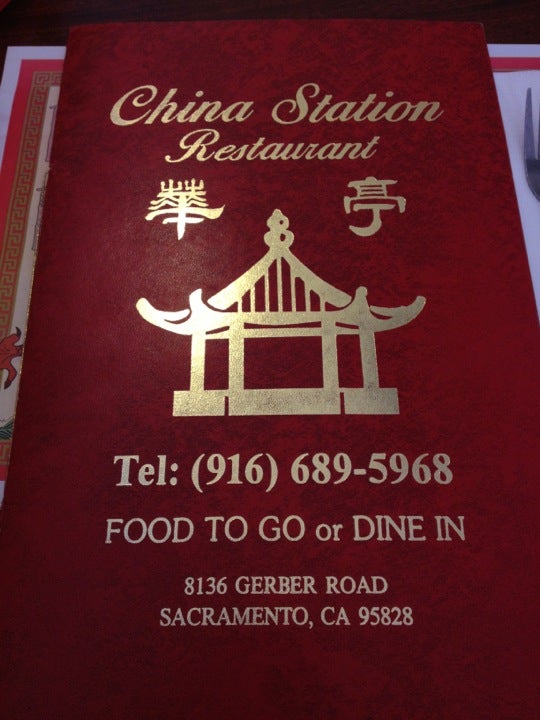 China Station
Restaurant
華 亭
Tel: (916) 689-5968
FOOD TO GO or DINE IN
8136 GERBER ROAD
SACRAMENTO, CA 95828